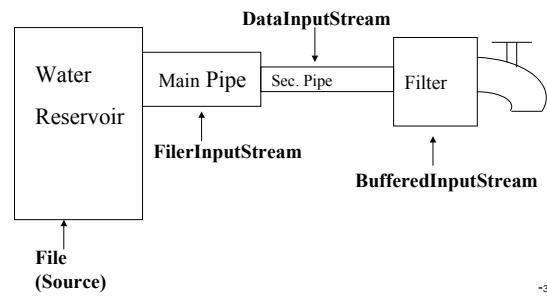 DataInputStream
Water
Reservoir
Main Pipe
Sec. Pipe
Filter
FilerInputStream
BufferedInputStream
File
(Source)
-3